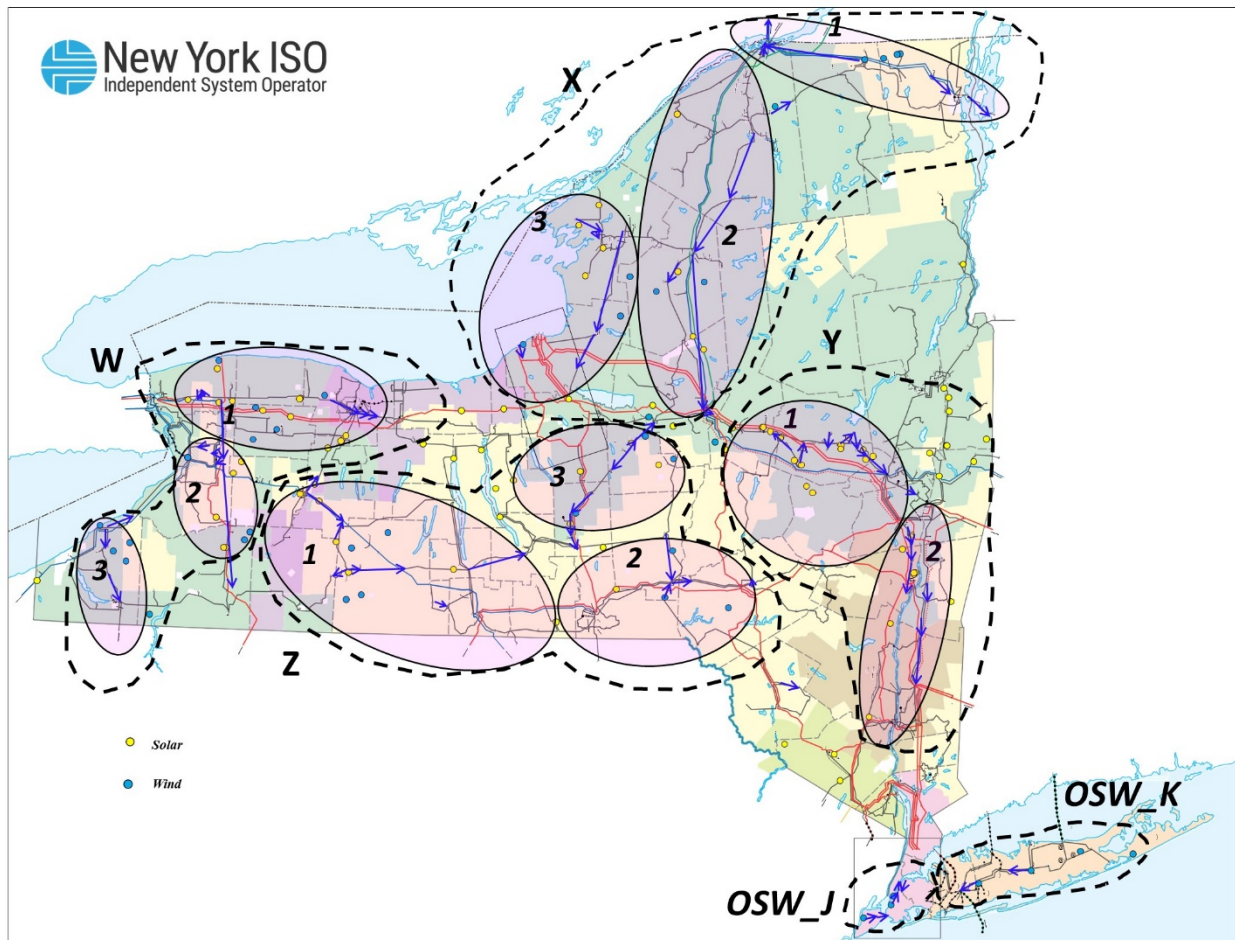 New York ISO
Independent System Operator
X
1
2
3
W
1
2
3
Y
1
2
3
Z
1
2
Solar
Wind
OSW_K
OSW_J